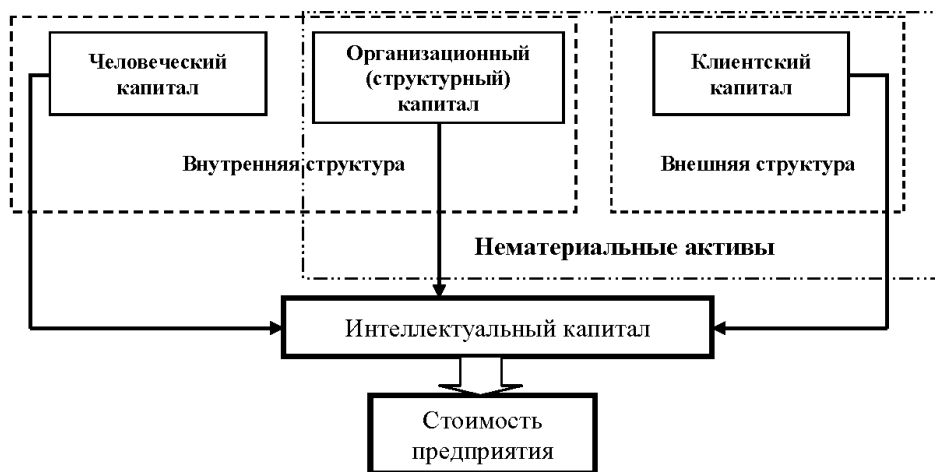 Человеческий
капитал
Организационный
(структурный)
капитал
Клиентский
капитал
Внутренняя структура
Внешняя структура
Нематериальные активы
Интеллектуальный капитал
Стоимость
предприятия